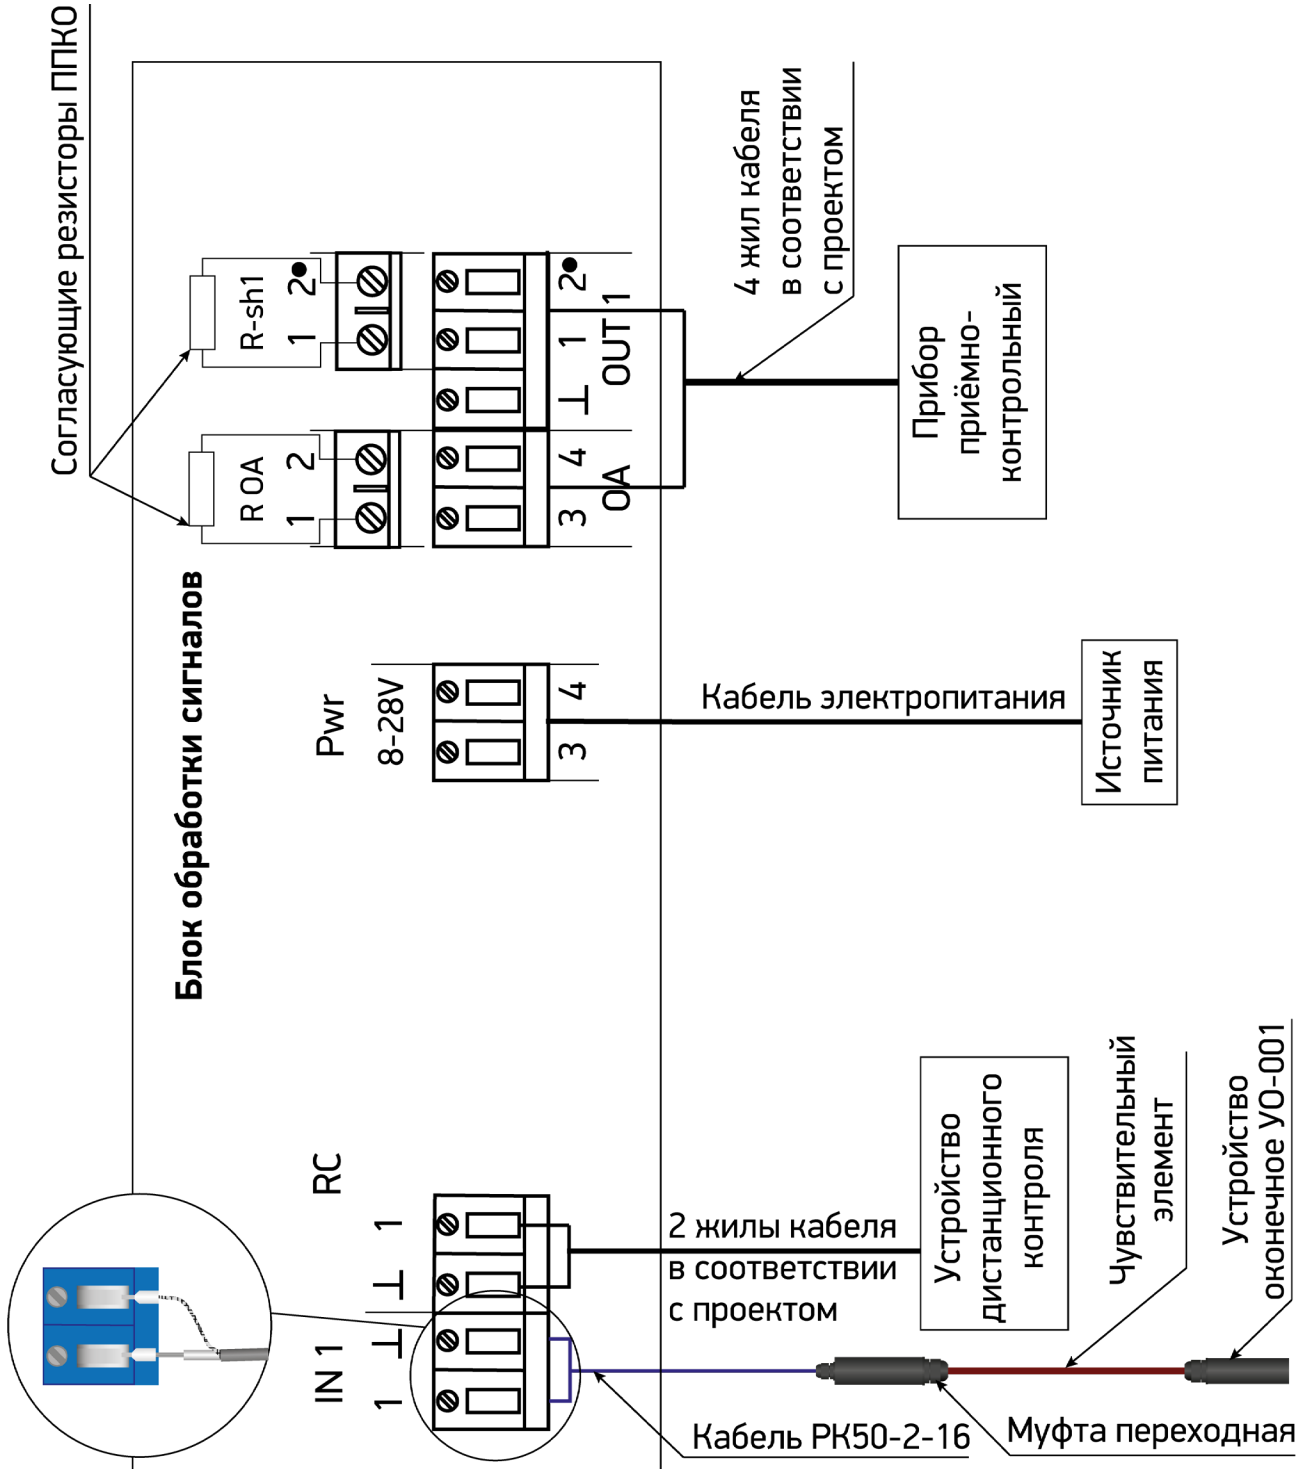 Согласующие резисторы ППКО
R-sh1
1
2
R OA
1
2
2
1
⊥
OUT 1
4
3
OA
4 жил кабеля
в соответствии
с проектом
Прибор
приёмно-
контрольный
Блок обработки сигналов
Pwr
8-28V
4
3
Кабель электропитания
Источник
питания
RC
1
⊥
IN 1
⊥
1
2 жилы кабеля
в соответствии
с проектом
Устройство
дистанционного
контроля
Чувствительный
элемент
Устройство
оконечное УО-001
Кабель РК50-2-16
Муфта переходная